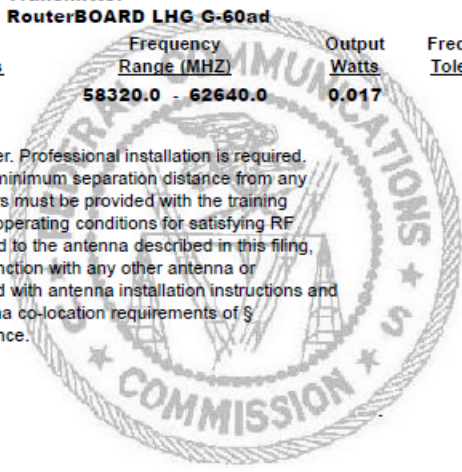 RouterBOARD LHG G-60ad
Frequency Output Freq
Range (MHZ) Watts Tole
58320.0 - 62640.0 0.017
er. Professional installation is required.
minimum separation distance from any
rs must be provided with the training
operating conditions for satisfying RF
d to the antenna described in this filing,
nction with any other antenna or
d with antenna installation instructions and
na co-location requirements of §
nce.
COMMUNICATIONS
COMMISSION